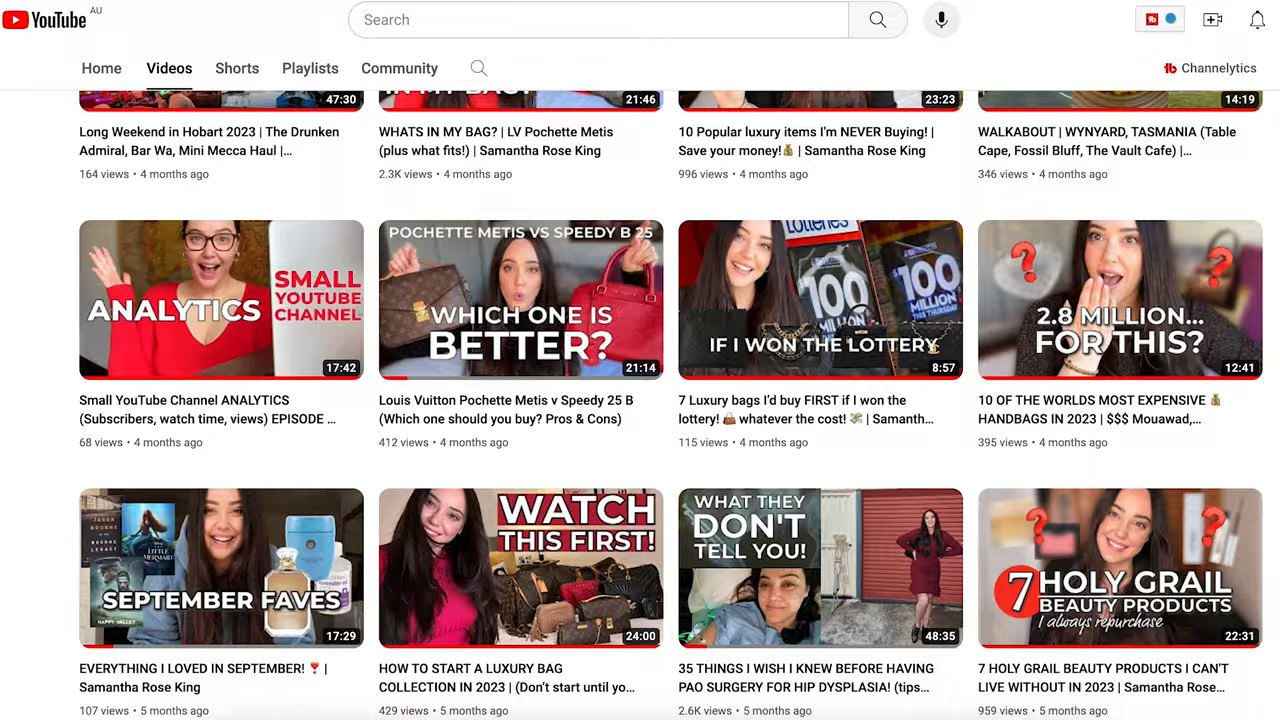 YouTube AU
Search
Home Videos Shorts Playlists Community
Channelytics
47:30
21:46
23:23
14:19
Long Weekend in Hobart 2023 | The Drunken
Admiral, Bar Wa, Mini Mecca Haul |...
164 views • 4 months ago
WHATS IN MY BAG? | LV Pochette Metis
(plus what fits!) | Samantha Rose King
2.3K views • 4 months ago
10 Popular luxury items I'm NEVER Buying! |
Save your money!💰 | Samantha Rose King
996 views • 4 months ago
WALKABOUT | WYNYARD, TASMANIA (Table
Cape, Fossil Bluff, The Vault Cafe) |...
346 views • 4 months ago
ANALYTICS
SMALL
YOUTUBE
CHANNEL
17:42
Small YouTube Channel ANALYTICS
(Subscribers, watch time, views) EPISODE ...
68 views • 4 months ago
POCHETTE METIS VS SPEEDY B 25
WHICH ONE IS
BETTER?
21:14
Louis Vuitton Pochette Metis v Speedy 25 B
(Which one should you buy? Pros & Cons)
412 views • 4 months ago
Lotteries
100
MILLION
100
MILLION
THIS THURSDAY
IF I WON THE LOTTERY
8:57
7 Luxury bags I'd buy FIRST if I won the
lottery! 👜 whatever the cost! 💸 | Samanth...
115 views • 4 months ago
2.8 MILLION...
FOR THIS?
12:41
10 OF THE WORLDS MOST EXPENSIVE 💰
HANDBAGS IN 2023 | $$$ Mouawad,...
395 views • 4 months ago
JASON
BOURNE
LITTLE
MERMAID
HAPPY VALLEY
SEPTEMBER FAVES
17:29
EVERYTHING I LOVED IN SEPTEMBER! ❣ |
Samantha Rose King
107 views • 5 months ago
WATCH
THIS FIRST!
24:00
HOW TO START A LUXURY BAG
COLLECTION IN 2023 | (Don't start until yo...
429 views • 5 months ago
WHAT THEY
DON'T
TELL YOU!
48:35
35 THINGS I WISH I KNEW BEFORE HAVING
PAO SURGERY FOR HIP DYSPLASIA! (tips...
2.6K views • 5 months ago
7 HOLY GRAIL
BEAUTY PRODUCTS
I always repurchase
22:31
7 HOLY GRAIL BEAUTY PRODUCTS I CAN'T
LIVE WITHOUT IN 2023 | Samantha Rose...
959 views • 5 months ago